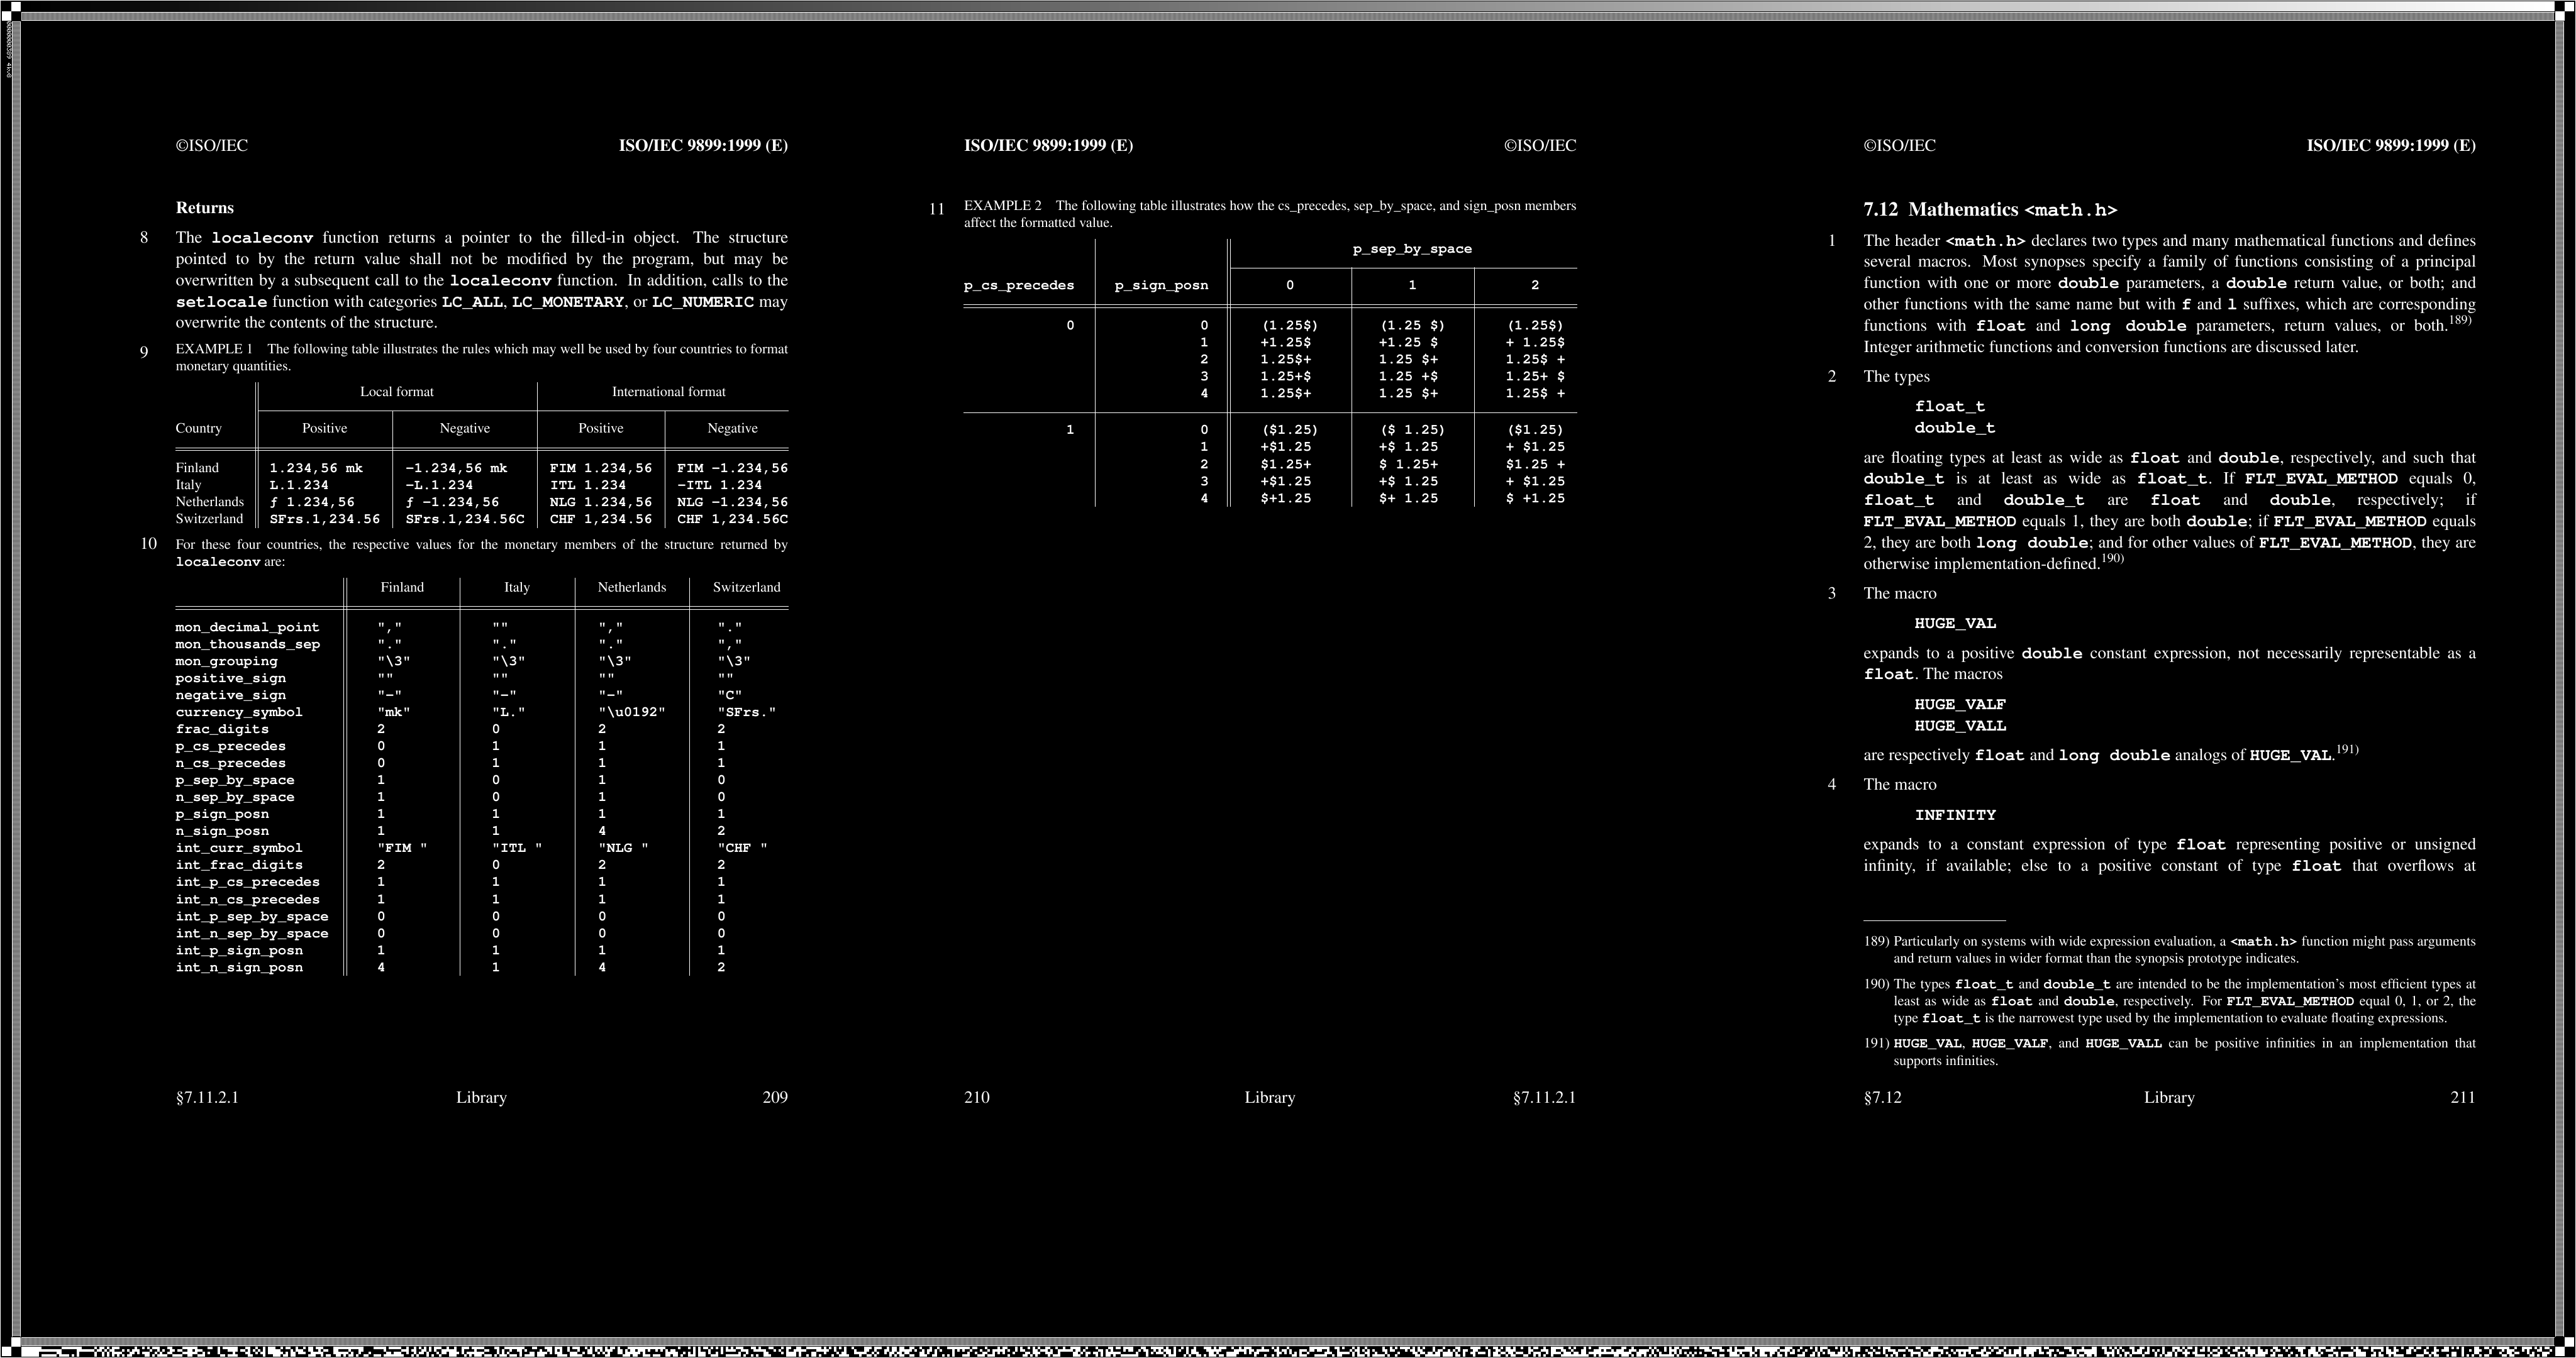 ©ISO/IEC ISO/IEC 9899:1999 (E)
Returns
8 The localeconv function returns a pointer to the filled-in object. The structure
pointed to by the return value shall not be modified by the program, but may be
overwritten by a subsequent call to the localeconv function. In addition, calls to the
setlocale function with categories LC_ALL, LC_MONETARY, or LC_NUMERIC may
overwrite the contents of the structure.
9 EXAMPLE 1 The following table illustrates the rules which may well be used by four countries to format
monetary quantities.
Local format International format
Country Positive Negative Positive Negative
Finland 1.234,56 mk -1.234,56 mk FIM 1.234,56 FIM -1.234,56
Italy L.1.234 -L.1.234 ITL 1.234 -ITL 1.234
Netherlands ƒ 1.234,56 ƒ -1.234,56 NLG 1.234,56 NLG -1.234,56
Switzerland SFrs.1,234.56 SFrs.1,234.56C CHF 1,234.56 CHF 1,234.56C
10 For these four countries, the respective values for the monetary members of the structure returned by
localeconv are:
Finland Italy Netherlands Switzerland
mon_decimal_point "," "" "," "."
mon_thousands_sep "." "." "." ","
mon_grouping "\3" "\3" "\3" "\3"
positive_sign "" "" "" ""
negative_sign "-" "-" "-" "C"
currency_symbol "mk" "L." "\u0192" "SFrs."
frac_digits 2 0 2 2
p_cs_precedes 0 1 1 1
n_cs_precedes 0 1 1 1
p_sep_by_space 1 0 1 0
n_sep_by_space 1 0 1 0
p_sign_posn 1 1 1 1
n_sign_posn 1 1 4 2
int_curr_symbol "FIM " "ITL " "NLG " "CHF "
int_frac_digits 2 0 2 2
int_p_cs_precedes 1 1 1 1
int_n_cs_precedes 1 1 1 1
int_p_sep_by_space 0 0 0 0
int_n_sep_by_space 0 0 0 0
int_p_sign_posn 1 1 1 1
int_n_sign_posn 4 1 4 2
§7.11.2.1 Library 209
ISO/IEC 9899:1999 (E) ©ISO/IEC
11 EXAMPLE 2 The following table illustrates how the cs_precedes, sep_by_space, and sign_posn members
affect the formatted value.
p_sep_by_space
p_cs_precedes p_sign_posn 0 1 2
0 0 (1.25$) (1.25 $) (1.25$)
1 +1.25$ +1.25 $ + 1.25$
2 1.25$+ 1.25 $+ 1.25$ +
3 1.25+$ 1.25 +$ 1.25+ $
4 1.25$+ 1.25 $+ 1.25$ +
1 0 ($1.25) ($ 1.25) ($1.25)
1 +$1.25 +$ 1.25 + $1.25
2 $1.25+ $ 1.25+ $1.25 +
3 +$1.25 +$ 1.25 + $1.25
4 $+1.25 $+ 1.25 $ +1.25
210 Library §7.11.2.1
©ISO/IEC ISO/IEC 9899:1999 (E)
7.12 Mathematics <math.h>
1 The header <math.h> declares two types and many mathematical functions and defines
several macros. Most synopses specify a family of functions consisting of a principal
function with one or more double parameters, a double return value, or both; and
other functions with the same name but with f and l suffixes, which are corresponding
functions with float and long double parameters, return values, or both.189)
Integer arithmetic functions and conversion functions are discussed later.
2 The types
float_t
double_t
are floating types at least as wide as float and double, respectively, and such that
double_t is at least as wide as float_t. If FLT_EVAL_METHOD equals 0,
float_t and double_t are float and double, respectively; if
FLT_EVAL_METHOD equals 1, they are both double; if FLT_EVAL_METHOD equals
2, they are both long double; and for other values of FLT_EVAL_METHOD, they are
otherwise implementation-defined.190)
3 The macro
HUGE_VAL
expands to a positive double constant expression, not necessarily representable as a
float. The macros
HUGE_VALF
HUGE_VALL
are respectively float and long double analogs of HUGE_VAL.191)
4 The macro
INFINITY
expands to a constant expression of type float representing positive or unsigned
infinity, if available; else to a positive constant of type float that overflows at
189) Particularly on systems with wide expression evaluation, a <math.h> function might pass arguments
and return values in wider format than the synopsis prototype indicates.
190) The types float_t and double_t are intended to be the implementation's most efficient types at
least as wide as float and double, respectively. For FLT_EVAL_METHOD equal 0, 1, or 2, the
type float_t is the narrowest type used by the implementation to evaluate floating expressions.
191) HUGE_VAL, HUGE_VALF, and HUGE_VALL can be positive infinities in an implementation that
supports infinities.
§7.12 Library 211